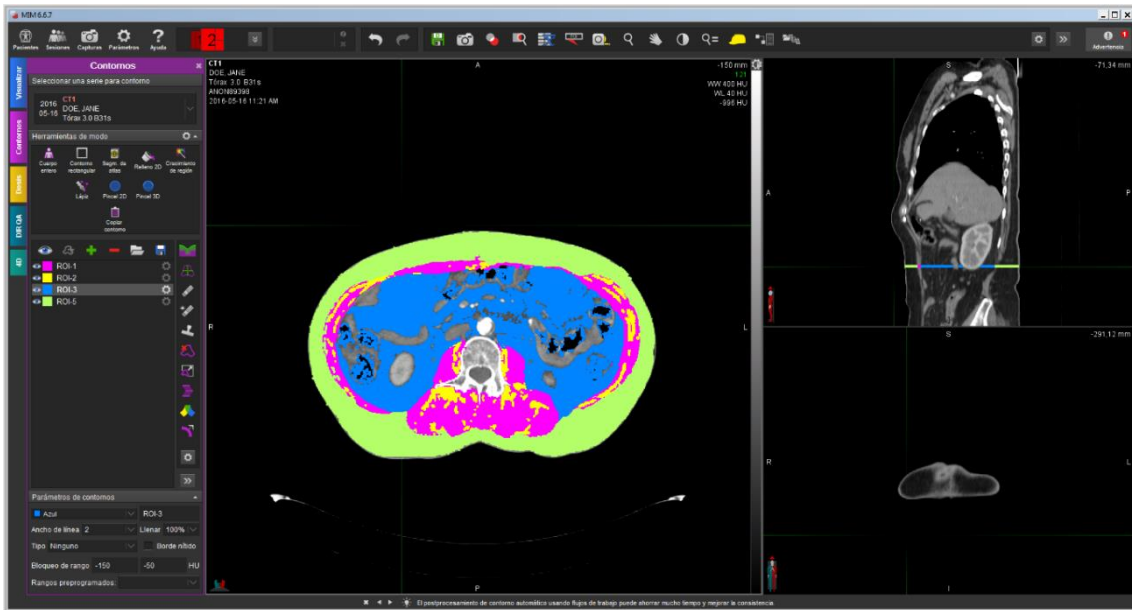 MIM 6.6.7
Pacientes Sesiones Capturas Parámetros Ayuda
2
Advertencia
1
Visualizar
Contornos
Dosis
DIR QA
4D
Contornos
Seleccionar una serie para contorno
2016
05-16
CT1
DOE, JANE
Tórax 3.0 B31s
Herramientas de modo
Cuerpo entero
Contorno rectangular
Segm. de atlas
Relleno 2D
Crecimiento de región
Lápiz
Pincel 2D
Pincel 3D
Copiar contorno
ROI-1
ROI-2
ROI-3
ROI-5
Parámetros de contornos
Azul ROI-3
Ancho de línea 2 Llenar 100%
Tipo Ninguno Borde nítido
Bloqueo de rango -150 -50 HU
Rangos preprogramados:
CT1
DOE, JANE
Tórax 3.0 B31s
ANON89398
2016-05-16 11:21 AM
A
-150 mm
121
WW 400 HU
WL 40 HU
-996 HU
R
L
P
S
-71,34 mm
A
P
I
S
-291,12 mm
R
L
I
El postprocesamiento de contorno automático usando flujos de trabajo puede ahorrar mucho tiempo y mejorar la consistencia.